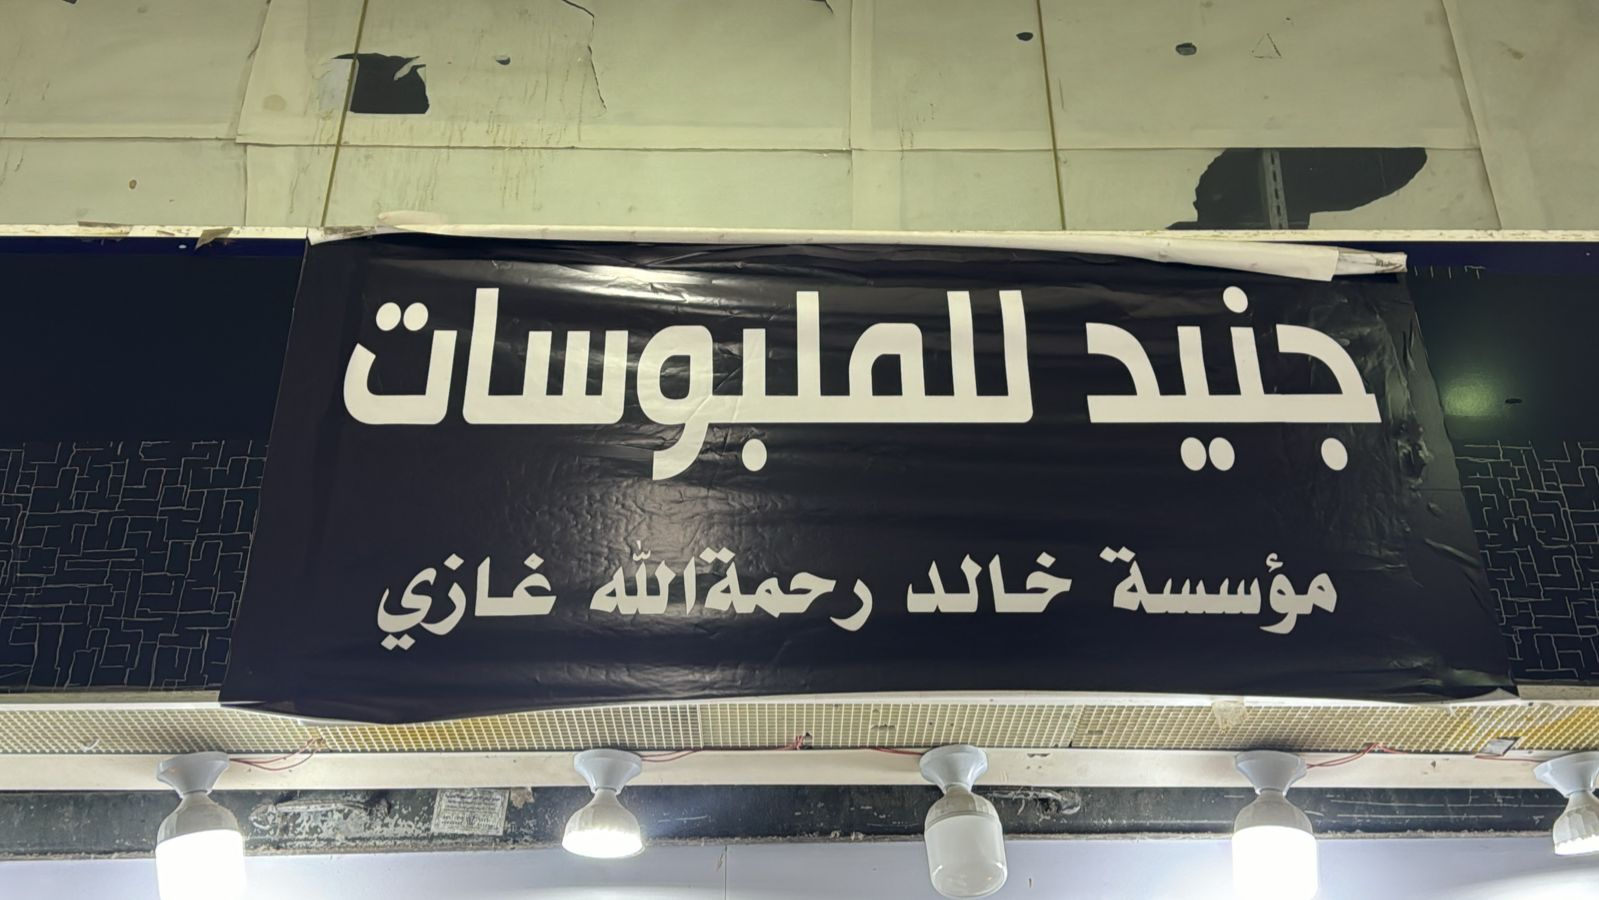 جنيد للملبوسات
مؤسسة خالد رحمةالله غازي